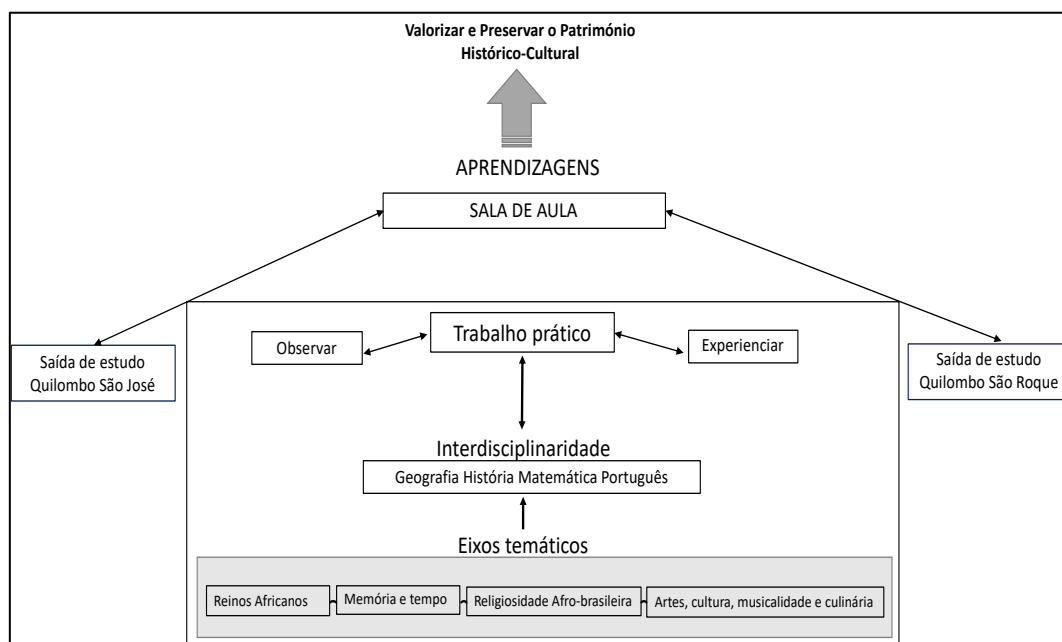 Valorizar e Preservar o Património
Histórico-Cultural
APRENDIZAGENS
SALA DE AULA
Saída de estudo
Quilombo São José
Observar
Trabalho prático
Experienciar
Saída de estudo
Quilombo São Roque
Interdisciplinaridade
Geografia História Matemática Português
Eixos temáticos
Reinos Africanos
Memória e tempo
Religiosidade Afro-brasileira
Artes, cultura, musicalidade e culinária